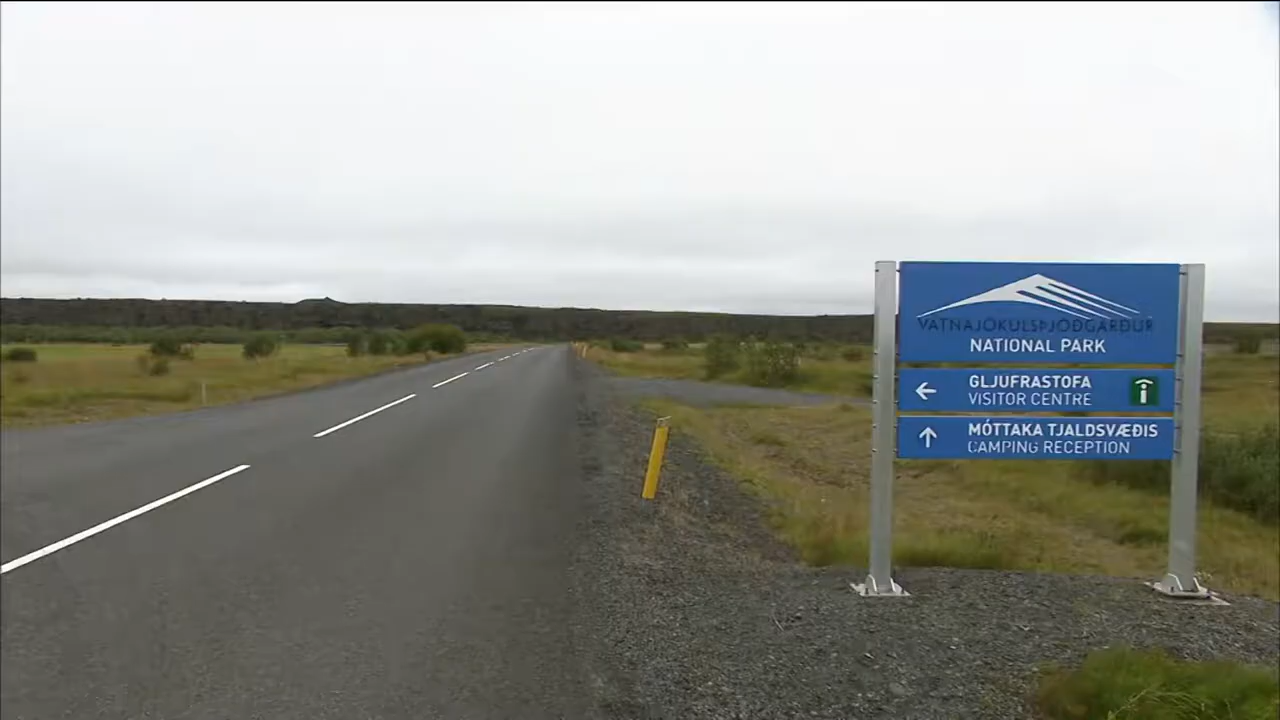 VATNAJÖKULSÞJÓÐGARÐUR
NATIONAL PARK
GLJÚFRASTOFA
VISITOR CENTRE
MÓTTAKA TJALDSVÆÐIS
CAMPING RECEPTION